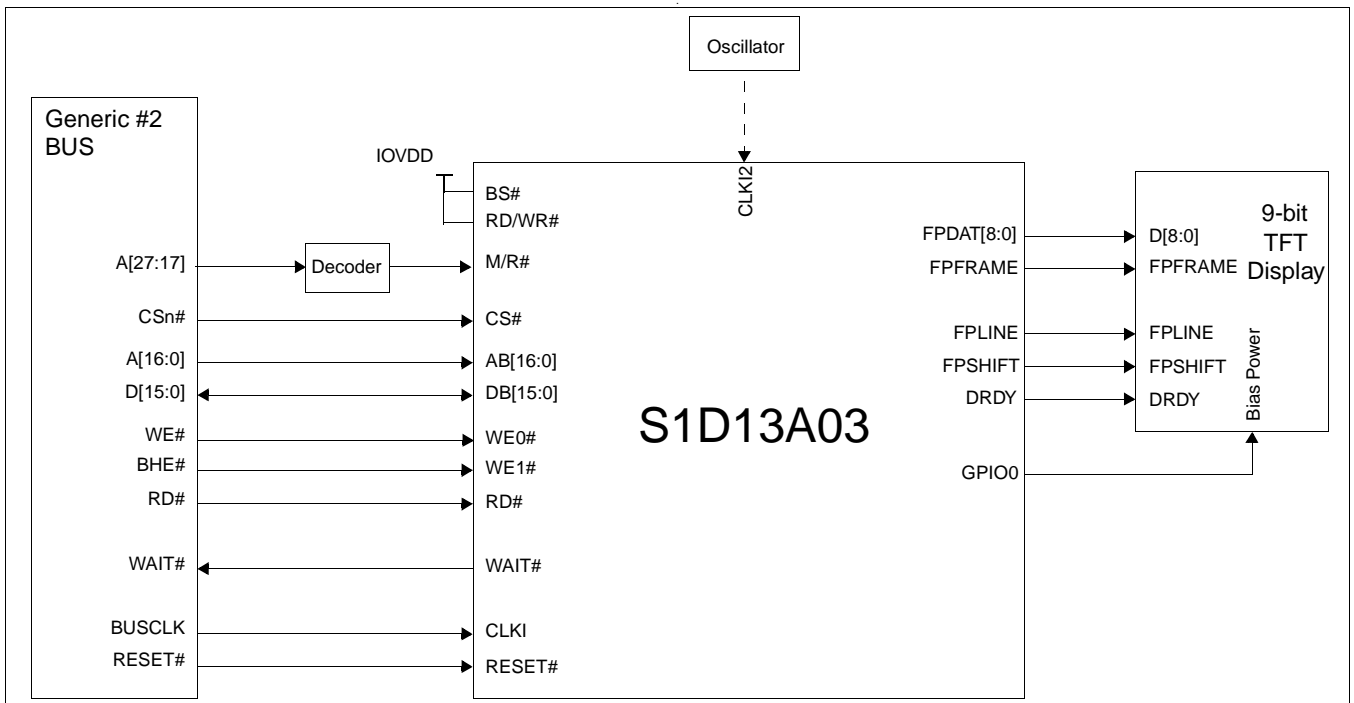 Oscillator
Generic #2
BUS
IOVDD
BS#
RD/WR#
CLKI2
A[27:17]
Decoder
M/R#
CSn#
CS#
A[16:0]
AB[16:0]
D[15:0]
DB[15:0]
WE#
WE0#
BHE#
WE1#
RD#
RD#
WAIT#
WAIT#
BUSCLK
CLKI
RESET#
RESET#
S1D13A03
FPDAT[8:0]
FPFRAME
FPLINE
FPSHIFT
DRDY
GPIO0
D[8:0]
FPFRAME
FPLINE
FPSHIFT
DRDY
9-bit
TFT
Display
Bias Power